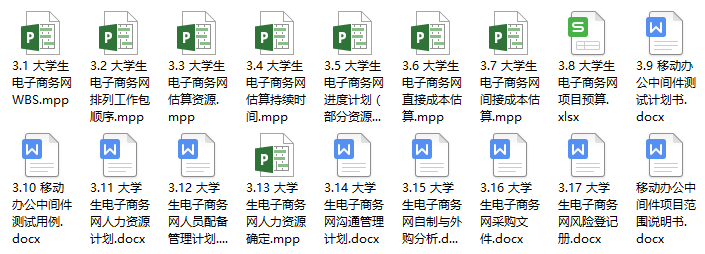 3.1 大学生
电子商务网
WBS.mpp
3.2 大学生
电子商务网
排列工作包
顺序.mpp
3.3 大学生
电子商务网
估算资源.
mpp
3.4 大学生
电子商务网
估算持续时
间.mpp
3.5 大学生
电子商务网
进度计划（
部分资源...
3.6 大学生
电子商务网
直接成本估
算.mpp
3.7 大学生
电子商务网
间接成本估
算.mpp
3.8 大学生
电子商务网
项目预算.
xlsx
3.9 移动办
公中间件测
试计划书.
docx
3.10 移动
办公中间件
测试用例.
docx
3.11 大学
生电子商务
网人力资源
计划.docx
3.12 大学
生电子商务
网人员配备
管理计划....
3.13 大学
生电子商务
网人力资源
确定.mpp
3.14 大学
生电子商务
网沟通管理
计划.docx
3.15 大学
生电子商务
网自制与外
购分析.d...
3.16 大学
生电子商务
网采购文
件.docx
3.17 大学
生电子商务
网风险登记
册.docx
移动办公中
间件项目范
围说明书.
docx